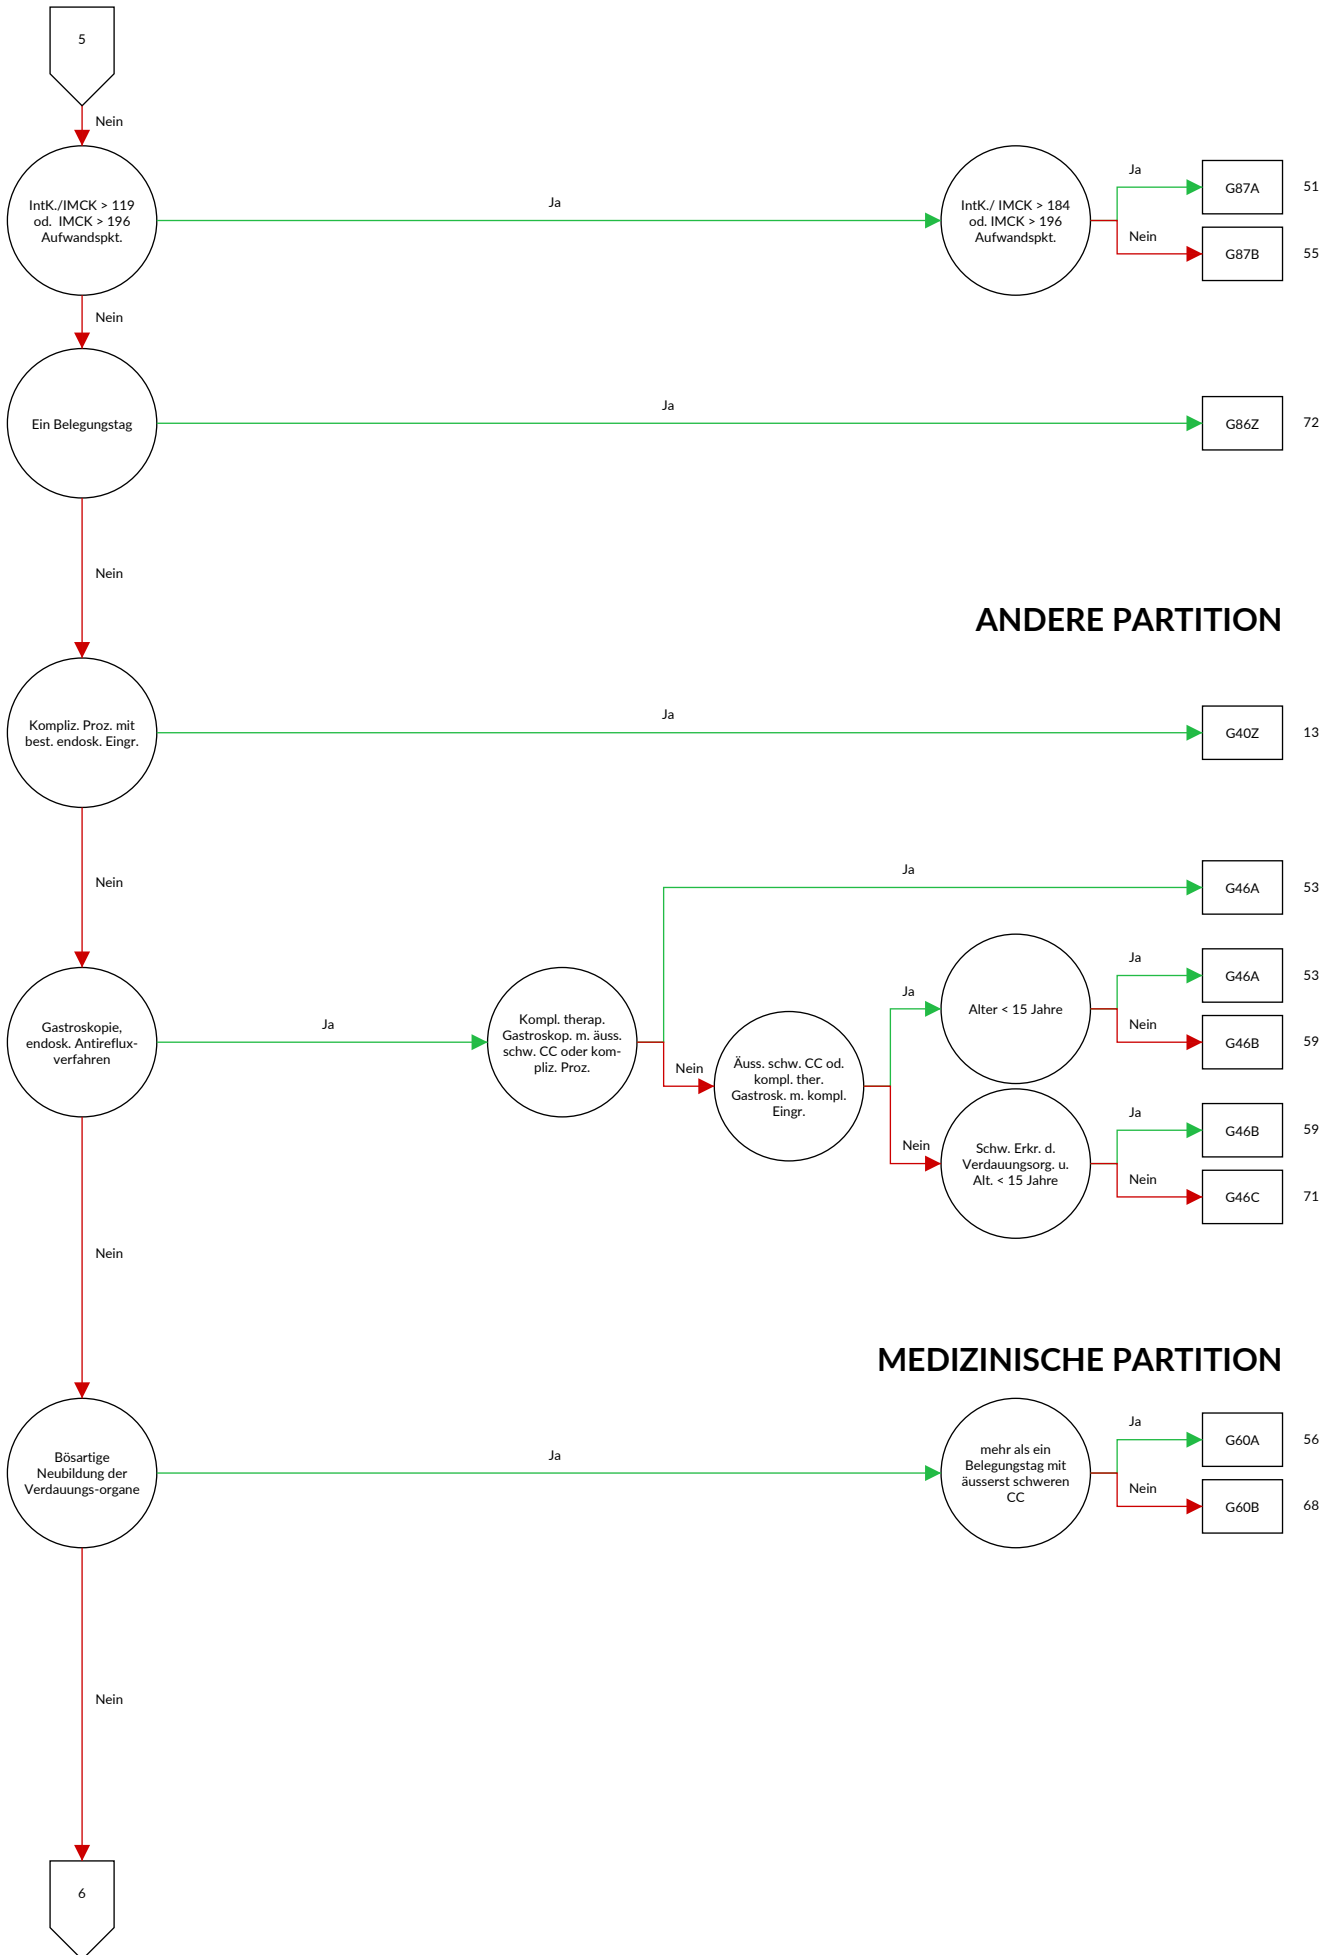 5
Nein
IntK./IMCK > 119
od. IMCK > 196
Aufwandspkt.
Ja
IntK./ IMCK > 184
od. IMCK > 196
Aufwandspkt.
Ja
G87A
51
Nein
G87B
55
Nein
Ein Belegungstag
Ja
G86Z
72
Nein
ANDERE PARTITION
Kompliz. Proz. mit
best. endosk. Eingr.
Ja
G40Z
13
Nein
Gastroskopie,
endosk. Antireflux-
verfahren
Ja
Kompl. therap.
Gastroskop. m. äuss.
schw. CC oder kom-
pliz. Proz.
Ja
G46A
53
Nein
Äuss. schw. CC od.
kompl. ther.
Gastrosk. m. kompl.
Eingr.
Ja
Alter < 15 Jahre
Ja
G46A
53
Nein
G46B
59
Nein
Schw. Erkr. d.
Verdauungsorg. u.
Alt. < 15 Jahre
Ja
G46B
59
Nein
G46C
71
Nein
MEDIZINISCHE PARTITION
Bösartige
Neubildung der
Verdauungs-organe
Ja
mehr als ein
Belegungstag mit
äusserst schweren
CC
Ja
G60A
56
Nein
G60B
68
Nein
6